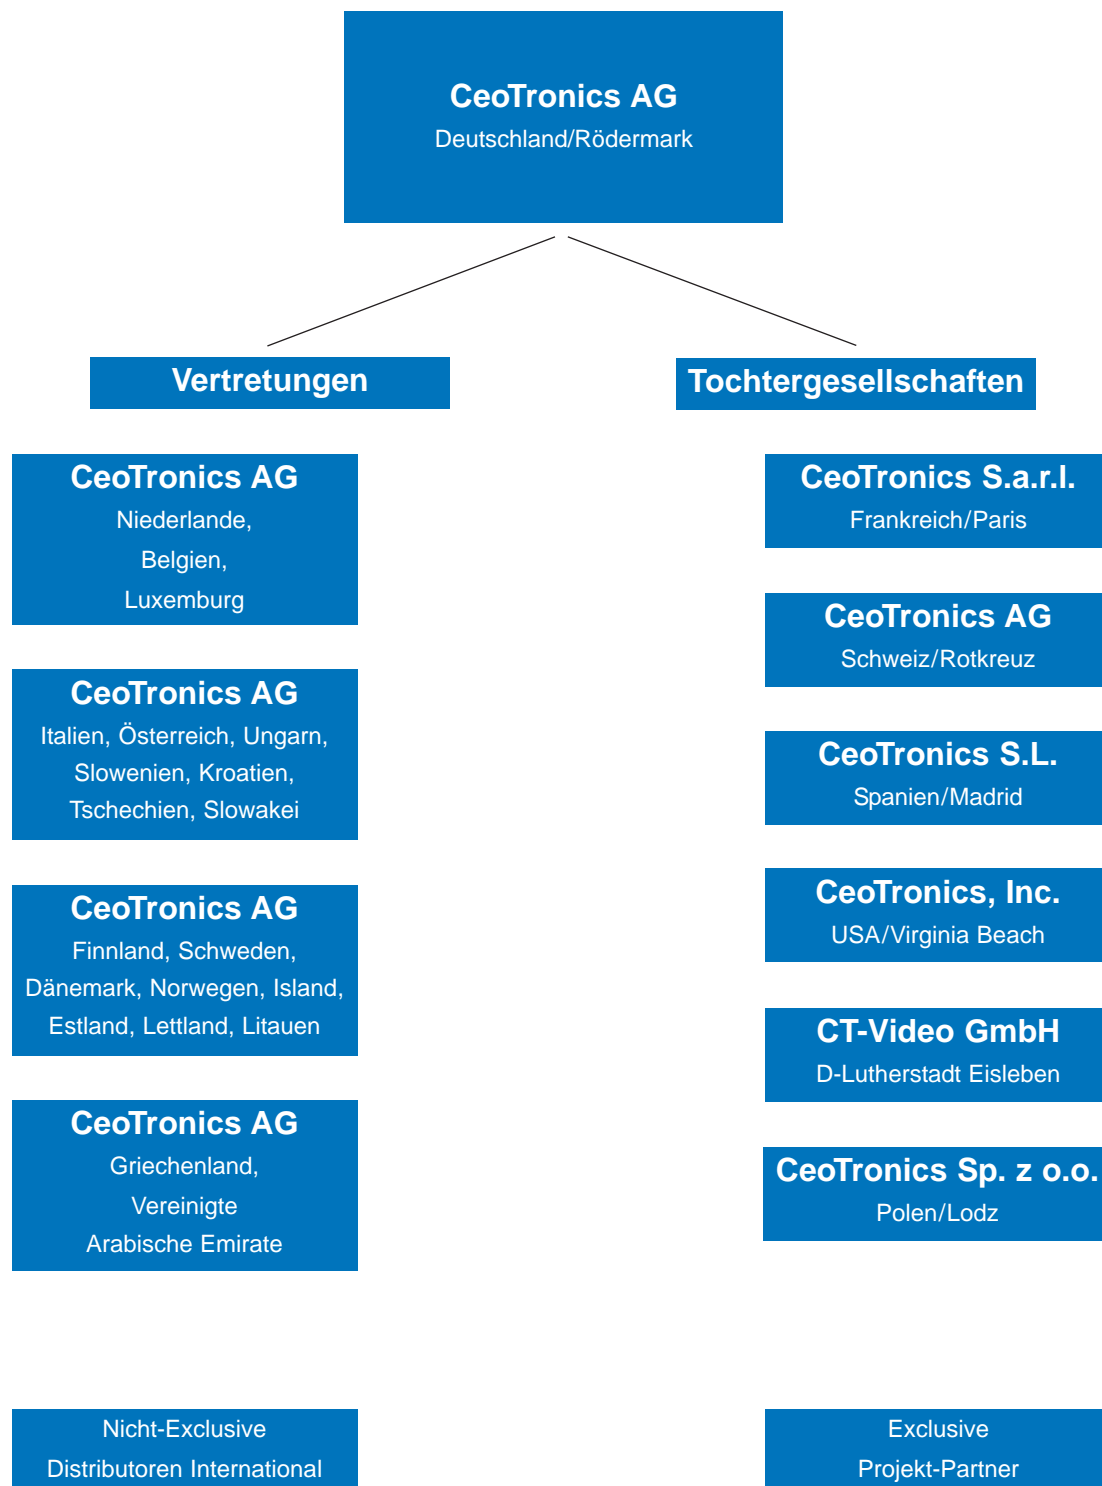 CeoTronics AG
Deutschland/Rödermark
Vertretungen
Tochtergesellschaften
CeoTronics AG
Niederlande,
Belgien,
Luxemburg
CeoTronics AG
Italien, Österreich, Ungarn,
Slowenien, Kroatien,
Tschechien, Slowakei
CeoTronics AG
Finnland, Schweden,
Dänemark, Norwegen, Island,
Estland, Lettland, Litauen
CeoTronics AG
Griechenland,
Vereinigte
Arabische Emirate
CeoTronics S.a.r.l.
Frankreich/Paris
CeoTronics AG
Schweiz/Rotkreuz
CeoTronics S.L.
Spanien/Madrid
CeoTronics, Inc.
USA/Virginia Beach
CT-Video GmbH
D-Lutherstadt Eisleben
CeoTronics Sp. z o.o.
Polen/Lodz
Nicht-Exclusive
Distributoren International
Exclusive
Projekt-Partner